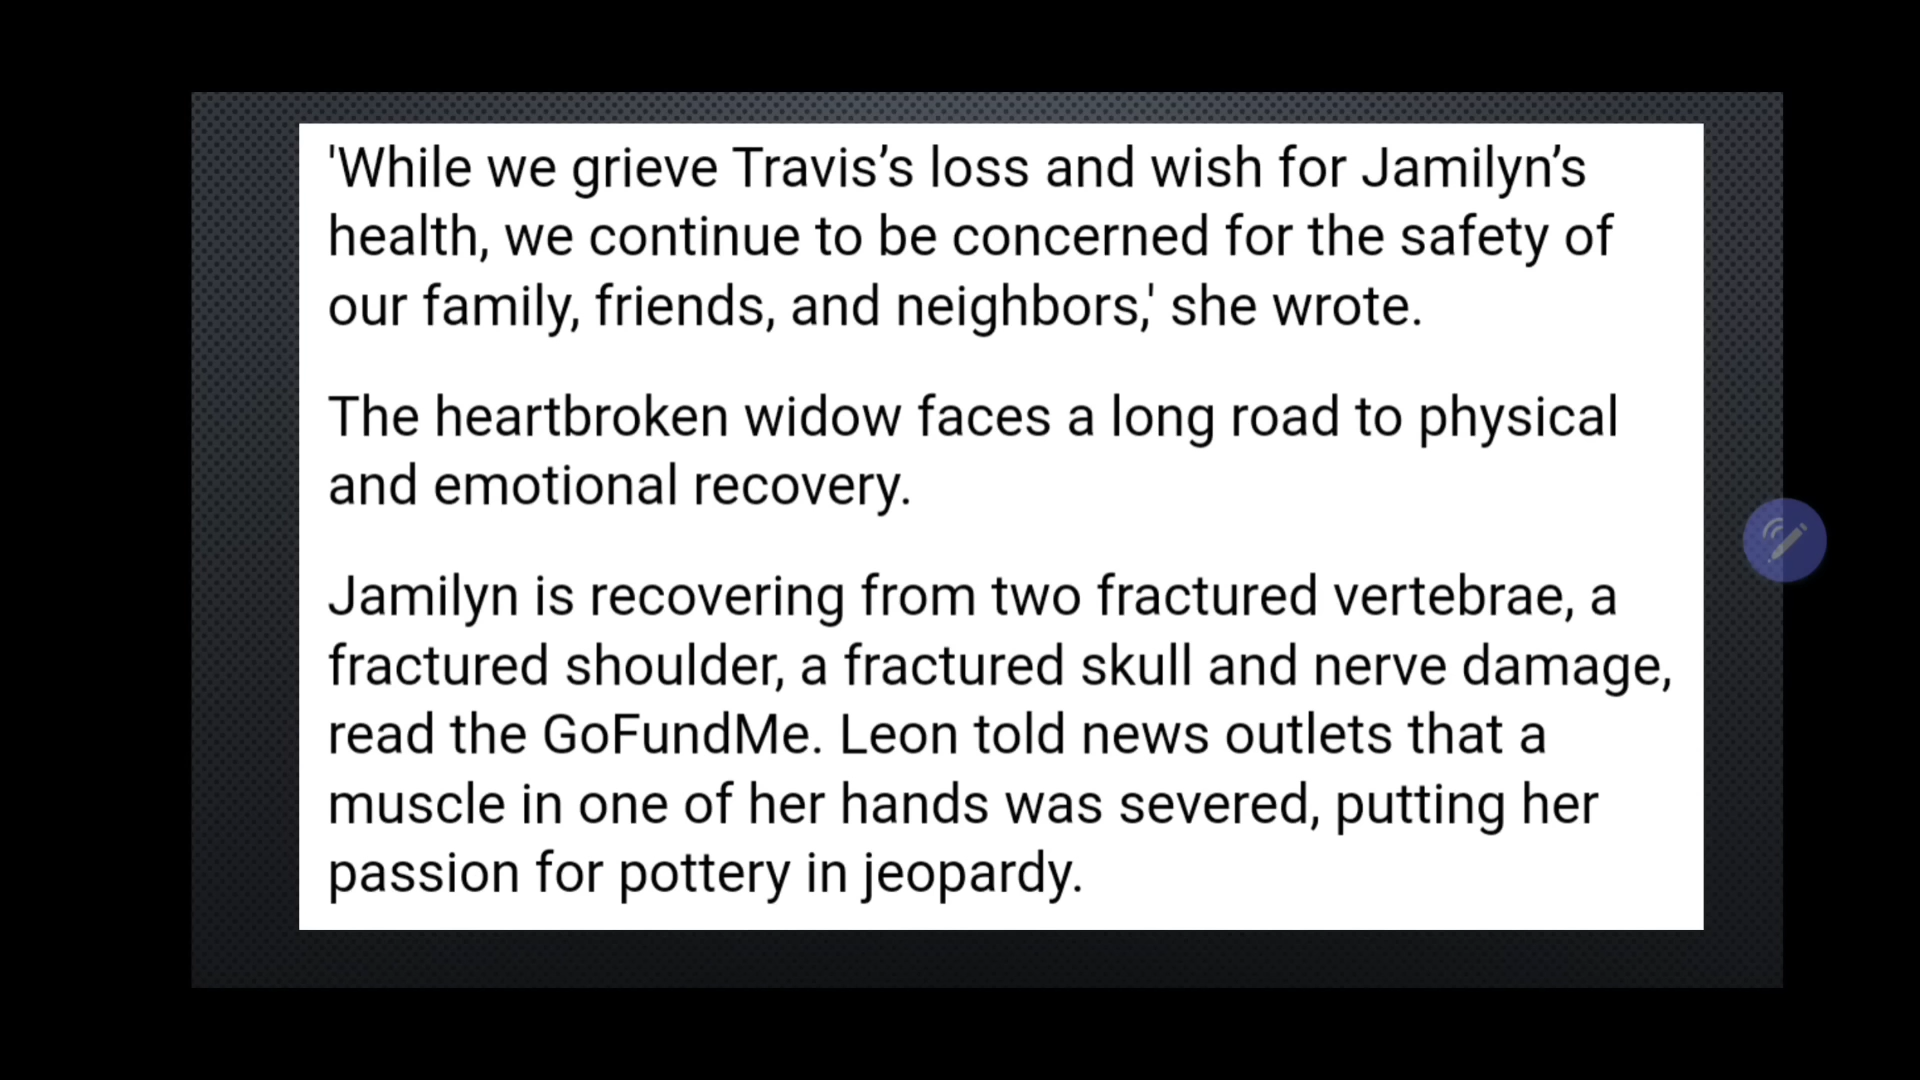 'While we grieve Travis’s loss and wish for Jamilyn’s
health, we continue to be concerned for the safety of
our family, friends, and neighbors,' she wrote.
The heartbroken widow faces a long road to physical
and emotional recovery.
Jamilyn is recovering from two fractured vertebrae, a
fractured shoulder, a fractured skull and nerve damage,
read the GoFundMe. Leon told news outlets that a
muscle in one of her hands was severed, putting her
passion for pottery in jeopardy.